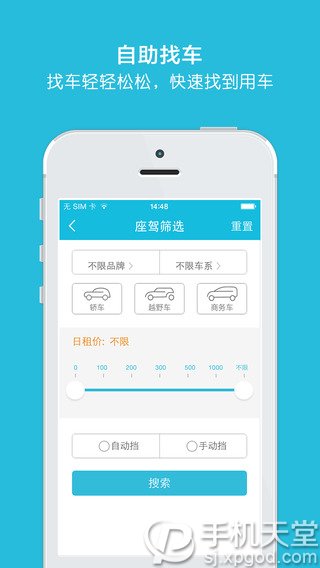 自助找车
找车轻轻松松，快速找到用车
无 SIM 卡 14:48
座驾筛选 重置
不限品牌 不限车系
轿车 越野车 商务车
日租价: 不限
0 100 200 300 500 1000 不限
自动挡 手动挡
搜索
手机天堂
sj.xpgod.com